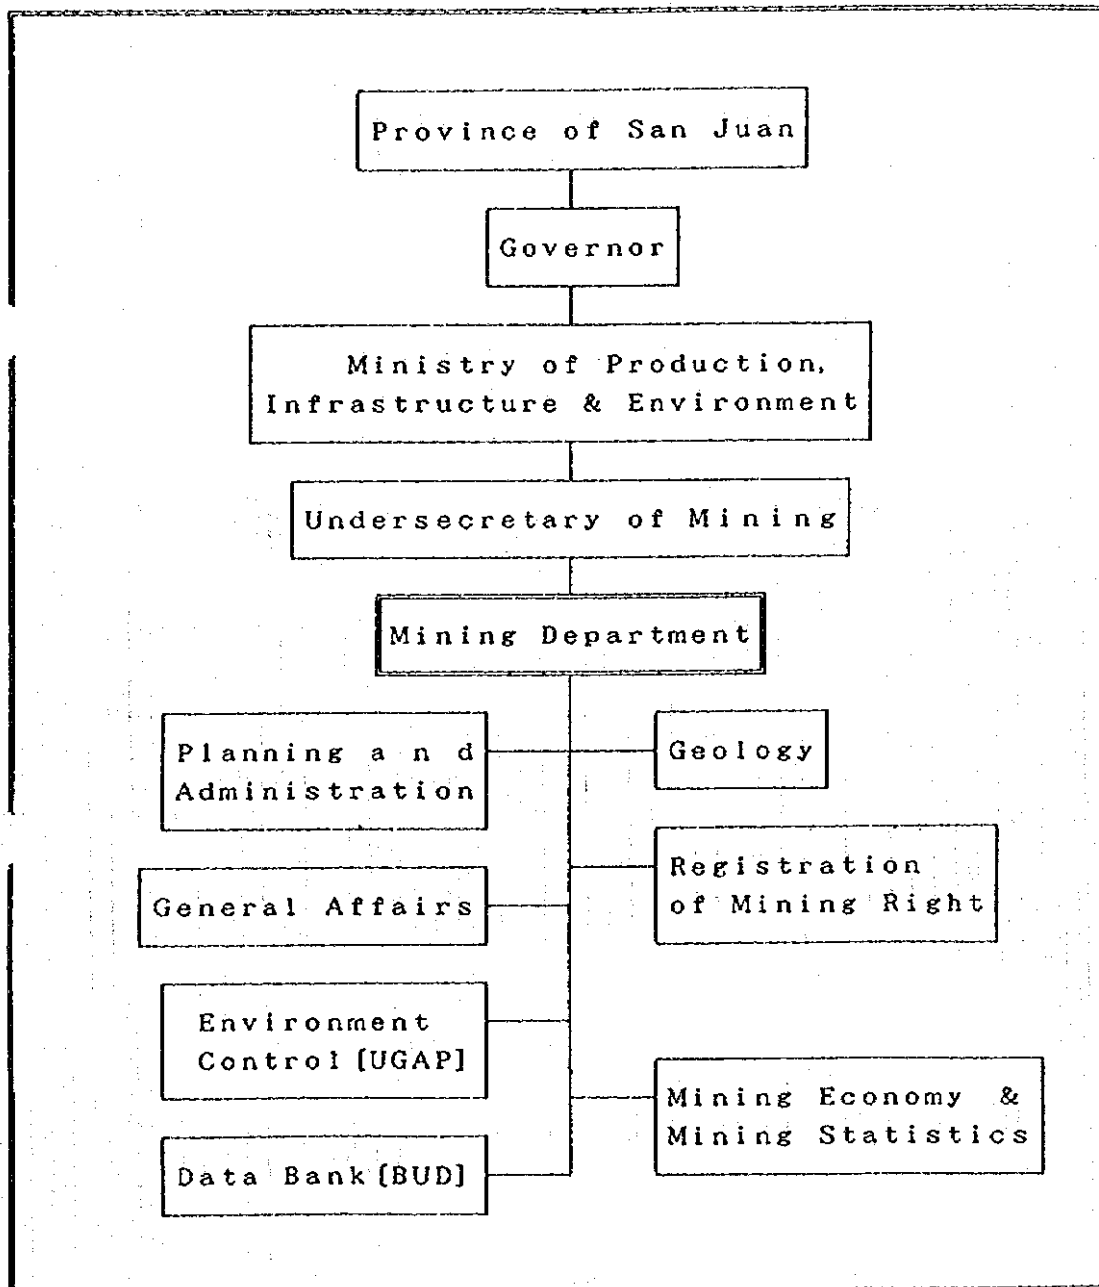 Province of San Juan
Governor
Ministry of Production,
Infrastructure & Environment
Undersecretary of Mining
Mining Department
Planning and
Administration
Geology
General Affairs
Registration
of Mining Right
Environment
Control [UGAP]
Mining Economy &
Mining Statistics
Data Bank [BUD]